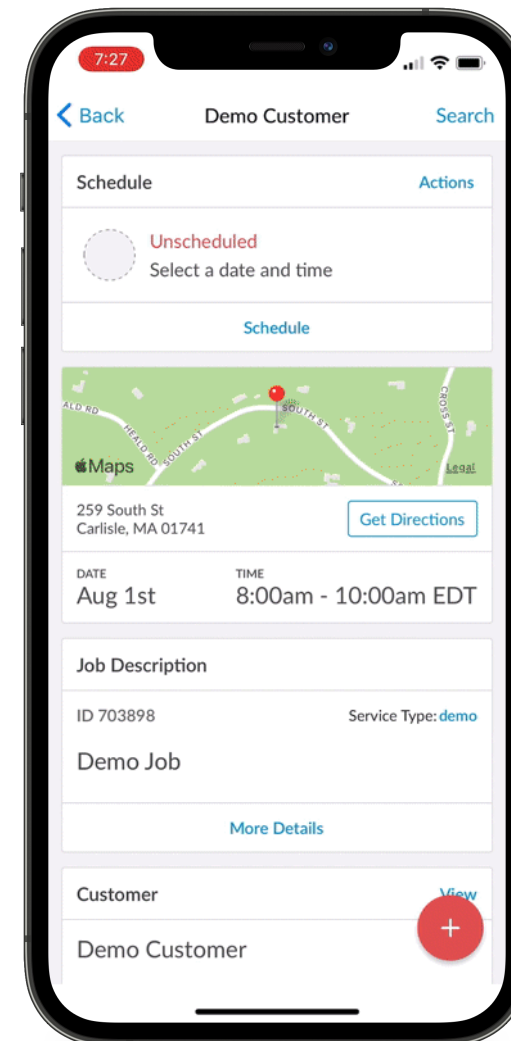 7:27
Back Demo Customer Search
Schedule Actions
Unscheduled
Select a date and time
Schedule
ALD RD
HEALD RD
SOUTH ST
SOUTH ST
CROSS ST
Maps
Legal
259 South St
Carlisle, MA 01741
Get Directions
DATE TIME
Aug 1st 8:00am - 10:00am EDT
Job Description
ID 703898 Service Type: demo
Demo Job
More Details
Customer View
Demo Customer